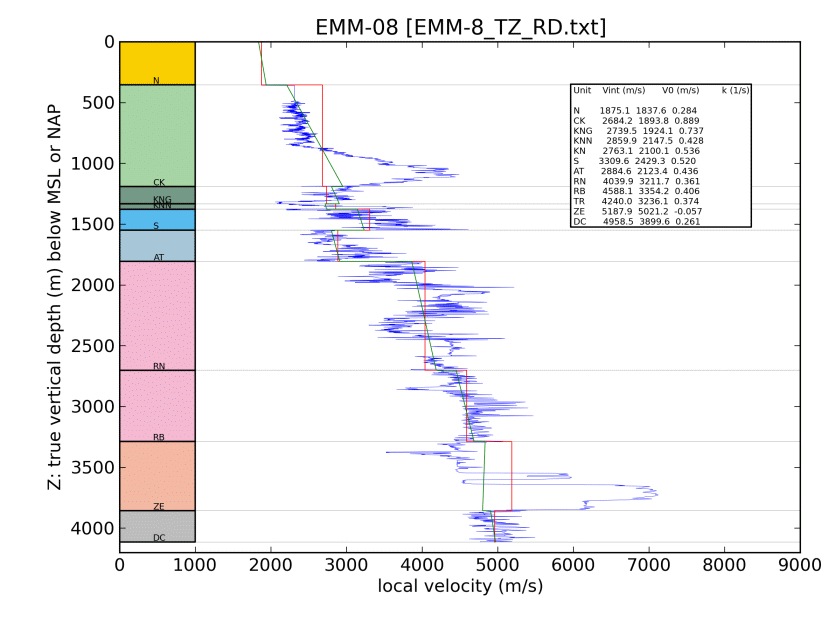 EMM-08 [EMM-8_TZ_RD.txt]
Z: true vertical depth (m) below MSL or NAP
0
500
1000
1500
2000
2500
3000
3500
4000
N
CK
KNG
KNN
S
AT
RN
RB
ZE
DC
Unit Vint (m/s) V0 (m/s) k (1/s)
N 1875.1 1837.6 0.284
CK 2684.2 1893.8 0.889
KNG 2739.5 1924.1 0.737
KNN 2859.9 2147.5 0.428
KN 2763.1 2100.1 0.536
S 3309.6 2429.3 0.520
AT 2884.6 2123.4 0.436
RN 4039.9 3211.7 0.361
RB 4588.1 3354.2 0.406
TR 4240.0 3236.1 0.374
ZE 5187.9 5021.2 -0.057
DC 4958.5 3899.6 0.261
0 1000 2000 3000 4000 5000 6000 7000 8000 9000
local velocity (m/s)